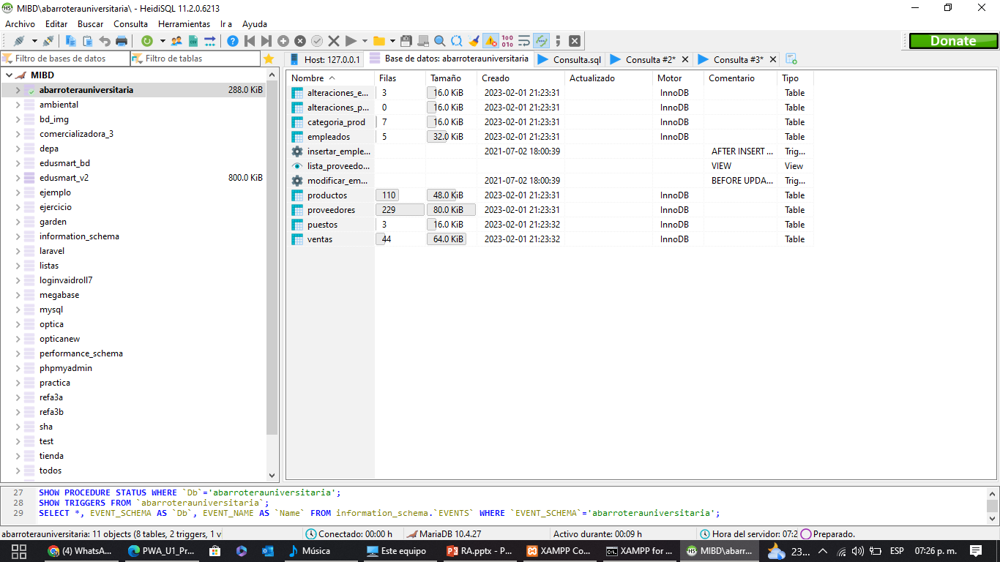 MIBD\abarroterauniversitaria\ - HeidiSQL 11.2.0.6213
Archivo Editar Buscar Consulta Herramientas Ir a Ayuda
Donate
Filtro de bases de datos Filtro de tablas
Host: 127.0.0.1 Base de datos: abarroterauniversitaria Consulta.sql Consulta #2* Consulta #3*
MIBD
abarroterauniversitaria 288.0 KiB
ambiental
bd_img
comercializadora_3
depa
edusmart_bd
edusmart_v2 800.0 KiB
ejemplo
ejercicio
garden
information_schema
laravel
listas
loginvaidroll7
megabase
mysql
optica
opticanew
performance_schema
phpmyadmin
practica
refa3a
refa3b
sha
test
tienda
todos
Nombre Filas Tamaño Creado Actualizado Motor Comentario Tipo
alteraciones_e... 3 16.0 KiB 2023-02-01 21:23:31 InnoDB Table
alteraciones_p... 0 16.0 KiB 2023-02-01 21:23:31 InnoDB Table
categoria_prod 7 16.0 KiB 2023-02-01 21:23:31 InnoDB Table
empleados 5 32.0 KiB 2023-02-01 21:23:31 InnoDB Table
insertar_emple... 2021-07-02 18:00:39 AFTER INSERT ... Trig...
lista_proveedo... VIEW View
modificar_em... 2021-07-02 18:00:39 BEFORE UPDA... Trig...
productos 110 48.0 KiB 2023-02-01 21:23:31 InnoDB Table
proveedores 229 80.0 KiB 2023-02-01 21:23:31 InnoDB Table
puestos 3 16.0 KiB 2023-02-01 21:23:32 InnoDB Table
ventas 44 64.0 KiB 2023-02-01 21:23:32 InnoDB Table
27 SHOW PROCEDURE STATUS WHERE `Db`='abarroterauniversitaria';
28 SHOW TRIGGERS FROM `abarroterauniversitaria`;
29 SELECT *, EVENT_SCHEMA AS `Db`, EVENT_NAME AS `Name` FROM information_schema.`EVENTS` WHERE `EVENT_SCHEMA`='abarroterauniversitaria';
abarroterauniversitaria: 11 objects (8 tables, 2 triggers, 1 v Conectado: 00:00 h MariaDB 10.4.27 Activo durante: 00:09 h Hora del servidor: 07:2 Preparado.
(4) WhatsA... PWA_U1_Pr... Música Este equipo RA.pptx - P... XAMPP Co... XAMPP for ... MIBD\abarr... 23... ESP 07:26 p. m.